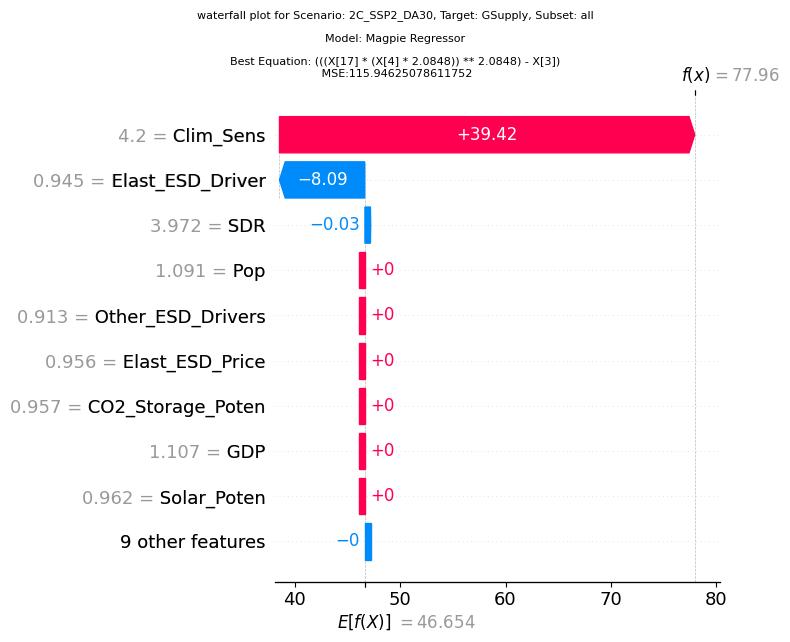 waterfall plot for Scenario: 2C_SSP2_DA30, Target: GSupply, Subset: all
Model: Magpie Regressor
Best Equation: (((X[17] * (X[4] * 2.0848)) ** 2.0848) - X[3])
MSE:115.94625078611752
f(x) = 77.96
4.2 = Clim_Sens +39.42
0.945 = Elast_ESD_Driver −8.09
3.972 = SDR −0.03
1.091 = Pop +0
0.913 = Other_ESD_Drivers +0
0.956 = Elast_ESD_Price +0
0.957 = CO2_Storage_Poten +0
1.107 = GDP +0
0.962 = Solar_Poten +0
9 other features −0
40 50 60 70 80
E[f(X)] = 46.654